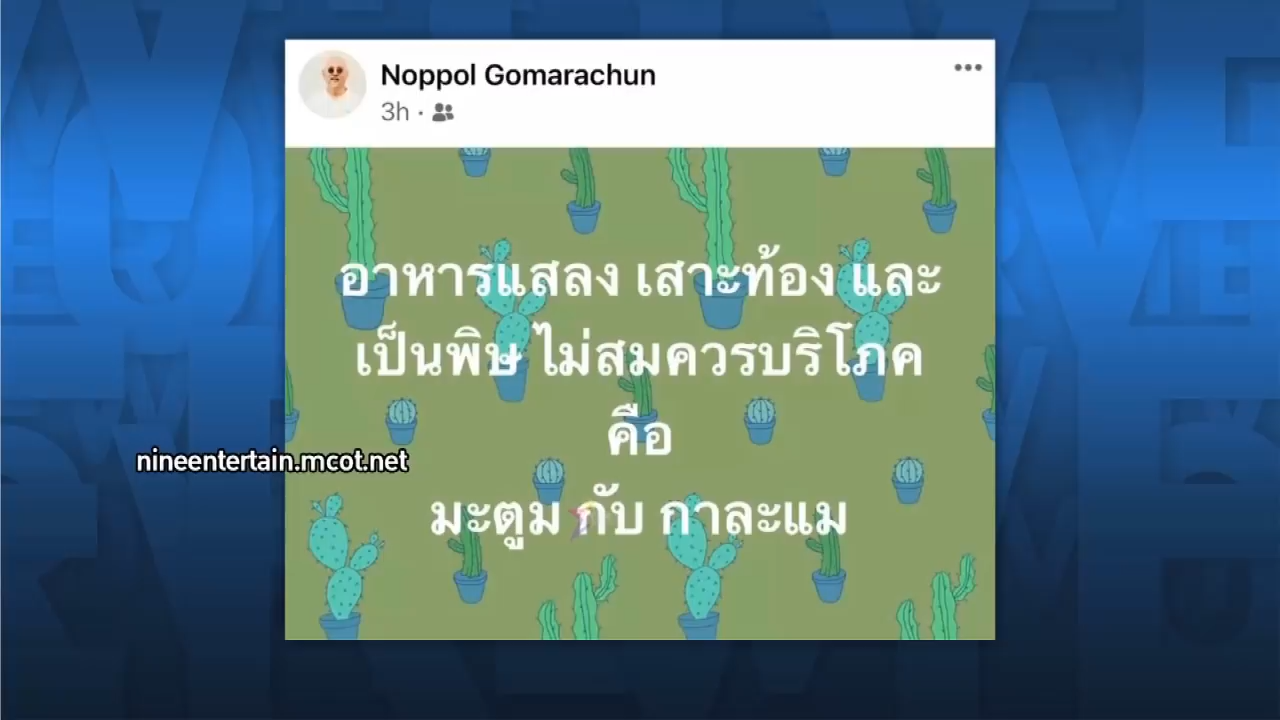 Noppol Gomarachun
3h ·
อาหารแสลง เสาะท้อง และ
เป็นพิษ ไม่สมควรบริโภค
คือ
nineentertain.mcot.net
มะตูม กับ กาละแม